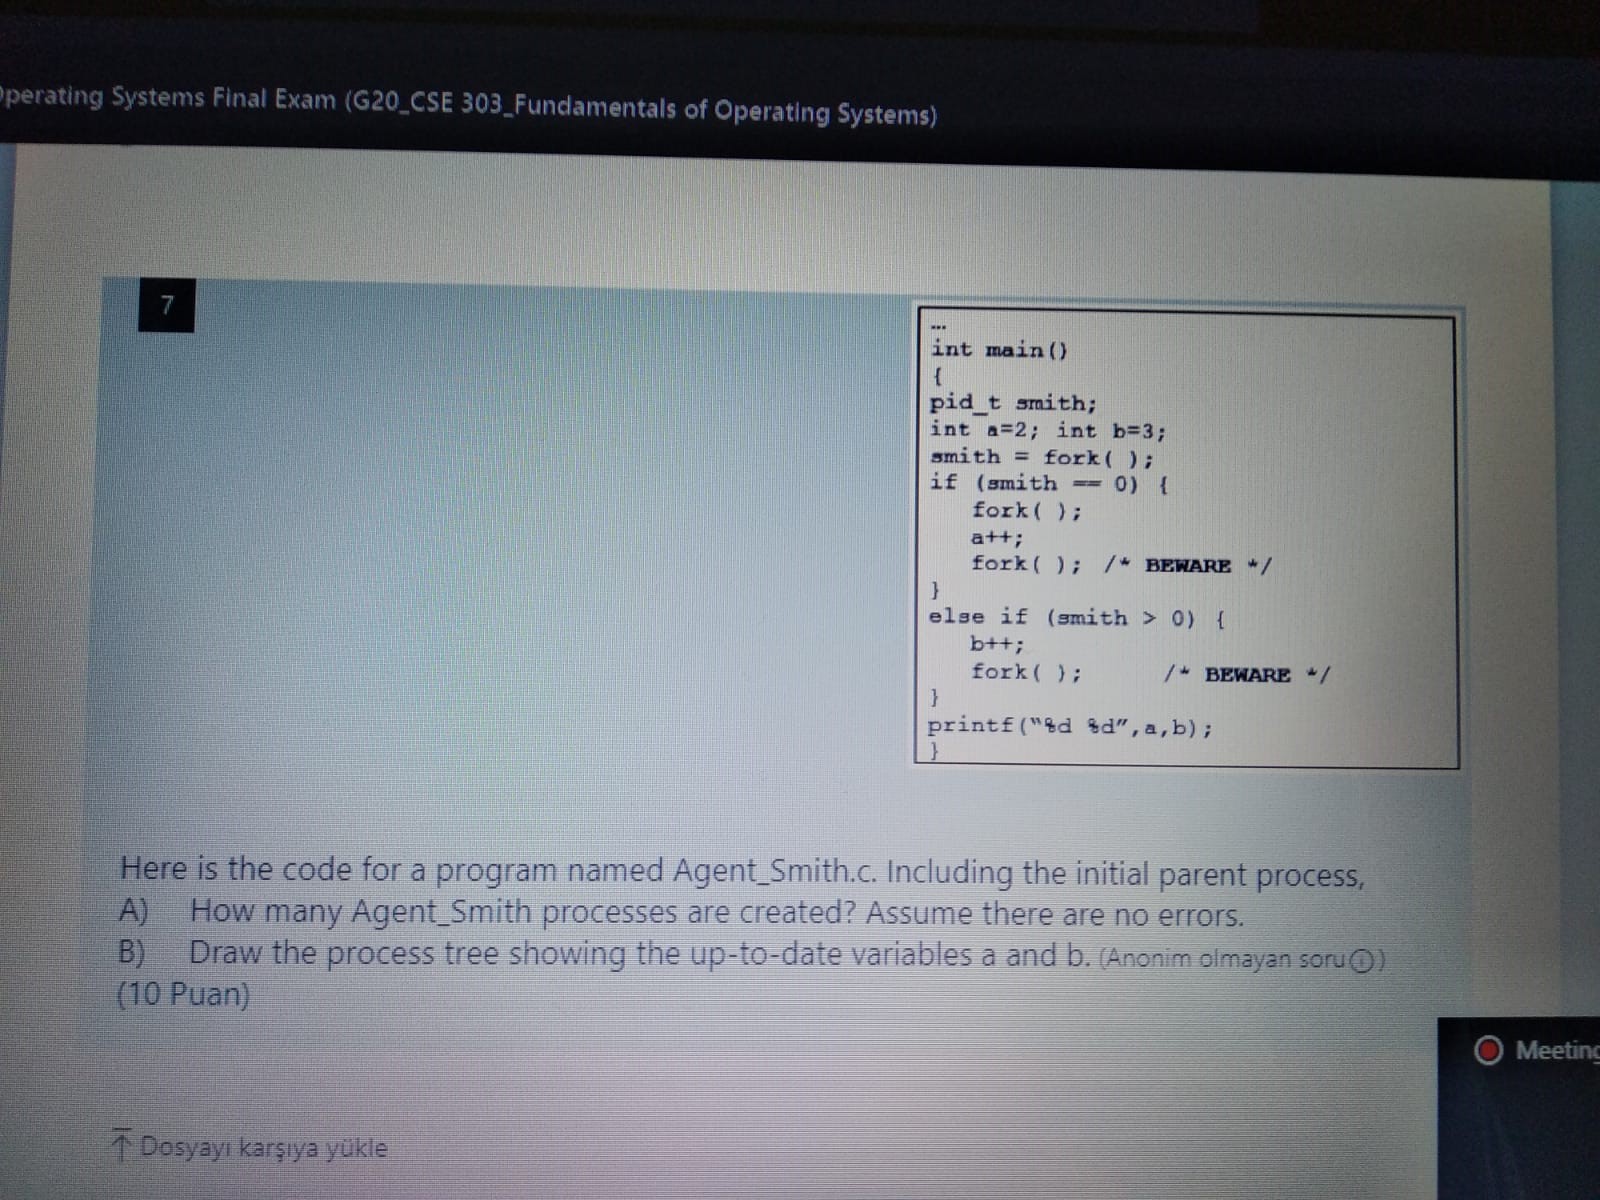 Operating Systems Final Exam (G20_CSE 303_Fundamentals of Operating Systems)
7
...
int main()
{
pid_t smith;
int a=2; int b=3;
smith = fork( );
if (smith == 0) {
fork( );
a++;
fork( ); /* BEWARE */
}
else if (smith > 0) {
b++;
fork( ); /* BEWARE */
}
printf("%d %d",a,b);
}
Here is the code for a program named Agent_Smith.c. Including the initial parent process,
A) How many Agent_Smith processes are created? Assume there are no errors.
B) Draw the process tree showing the up-to-date variables a and b. (Anonim olmayan soru)
(10 Puan)
Meeting
Dosyayı karşıya yükle